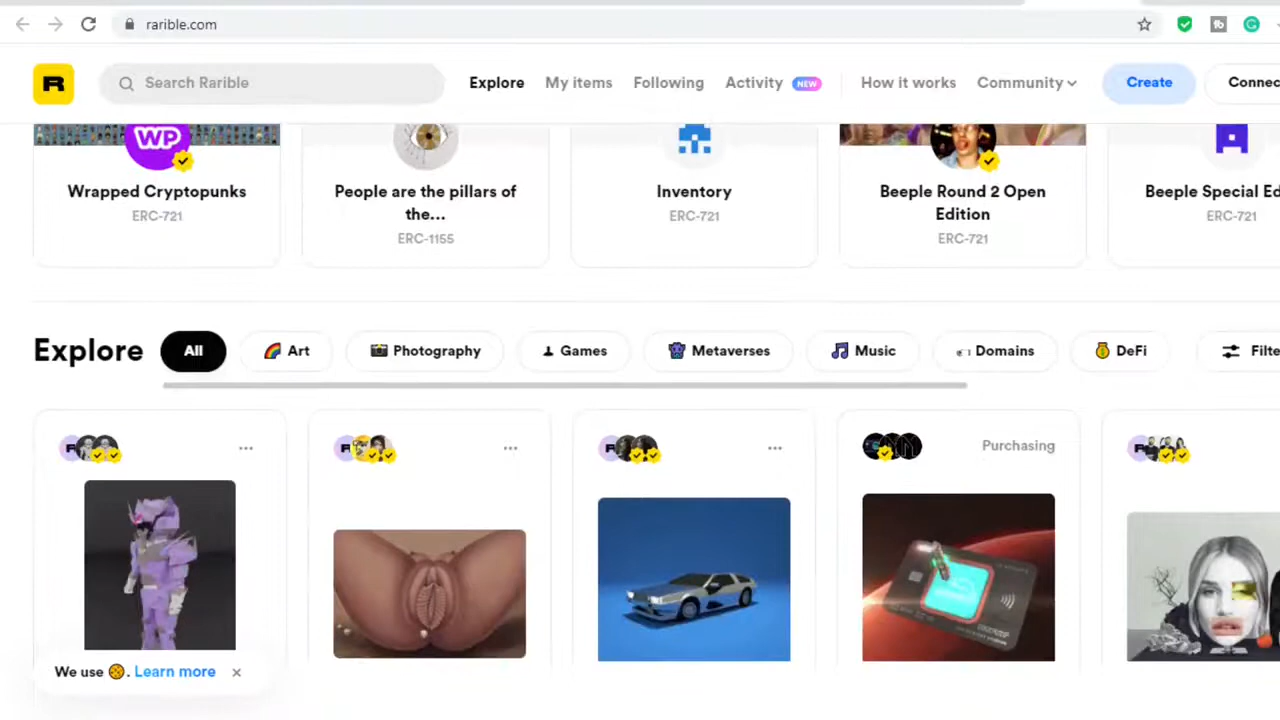 rarible.com
R
Search Rarible
Explore My items Following Activity NEW How it works Community Create Connec
WP
Wrapped Cryptopunks
ERC-721
People are the pillars of
the...
ERC-1155
Inventory
ERC-721
Beeple Round 2 Open
Edition
ERC-721
Beeple Special Ed
ERC-721
Explore All Art Photography Games Metaverses Music Domains DeFi Filte
Purchasing
We use . Learn more